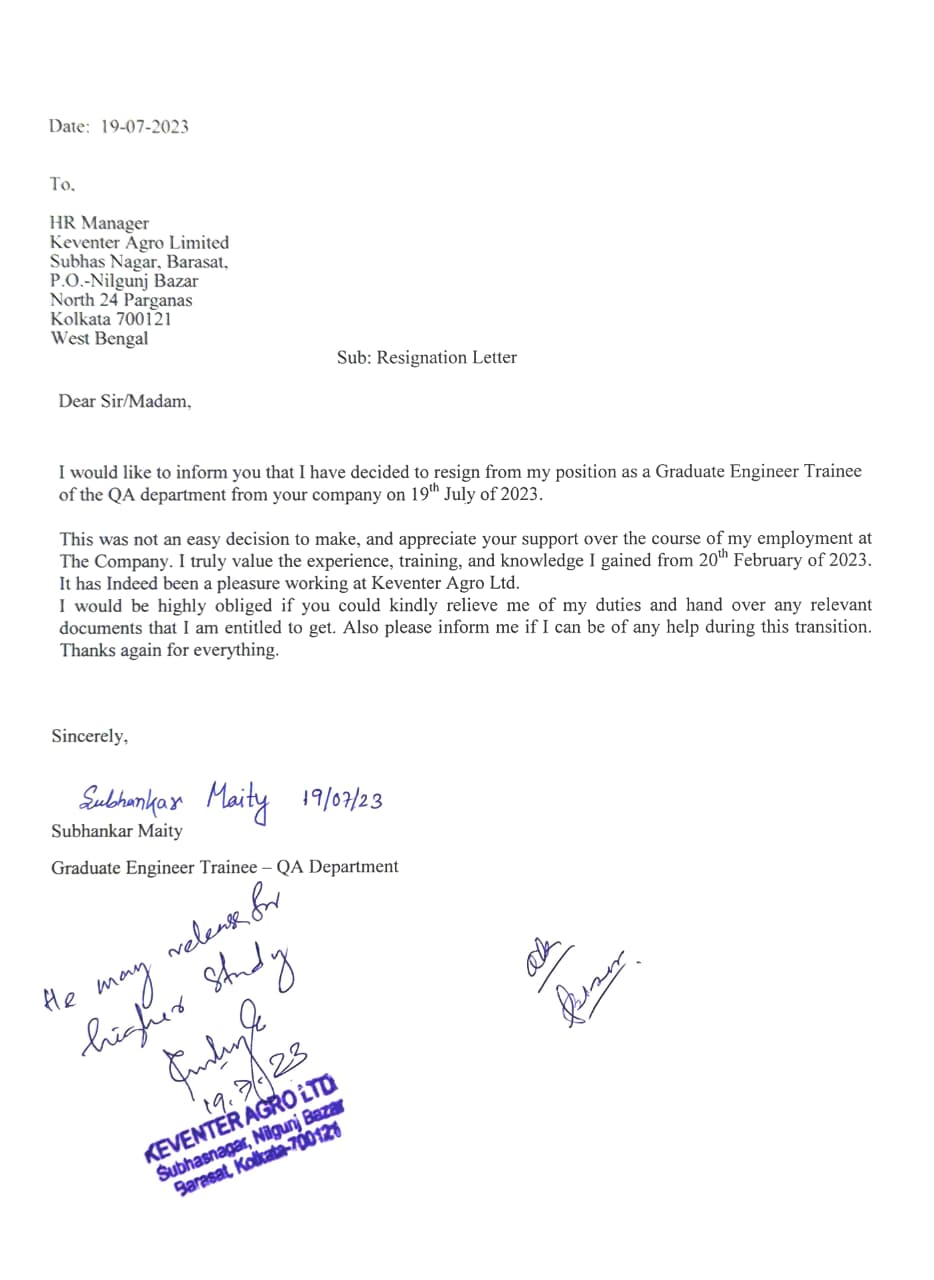 Date: 19-07-2023
To,
HR Manager
Keventer Agro Limited
Subhas Nagar, Barasat,
P.O.-Nilgunj Bazar
North 24 Parganas
Kolkata 700121
West Bengal
Sub: Resignation Letter
Dear Sir/Madam,
I would like to inform you that I have decided to resign from my position as a Graduate Engineer Trainee
of the QA department from your company on 19th July of 2023.
This was not an easy decision to make, and appreciate your support over the course of my employment at
The Company. I truly value the experience, training, and knowledge I gained from 20th February of 2023.
It has Indeed been a pleasure working at Keventer Agro Ltd.
I would be highly obliged if you could kindly relieve me of my duties and hand over any relevant
documents that I am entitled to get. Also please inform me if I can be of any help during this transition.
Thanks again for everything.
Sincerely,
Subhankar Maity 19/07/23
Subhankar Maity
Graduate Engineer Trainee – QA Department
He may release for
higher study
19.7.23
KEVENTER AGRO LTD
Subhasnagar, Nilgunj Bazar
Barasat, Kolkata-700121